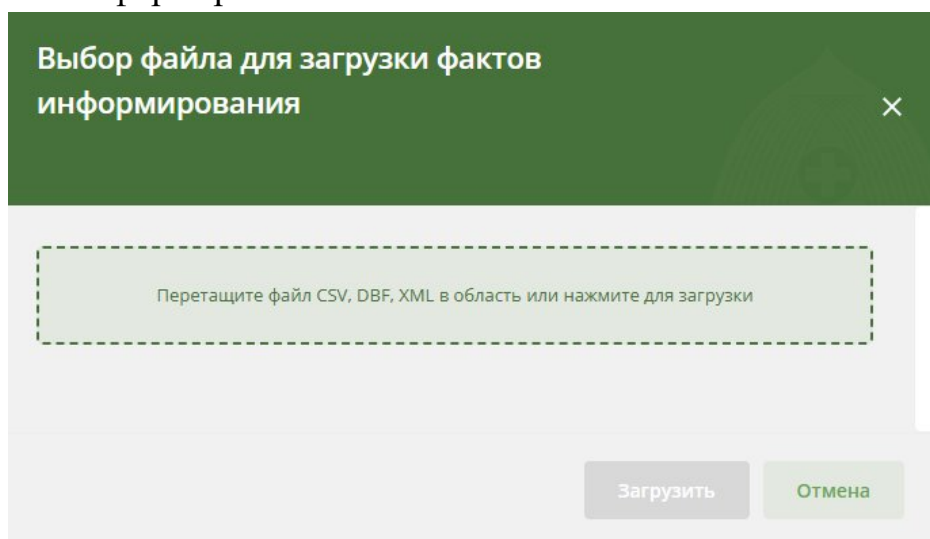 Выбор файла для загрузки фактов
информирования
Перетащите файл CSV, DBF, XML в область или нажмите для загрузки
Загрузить
Отмена